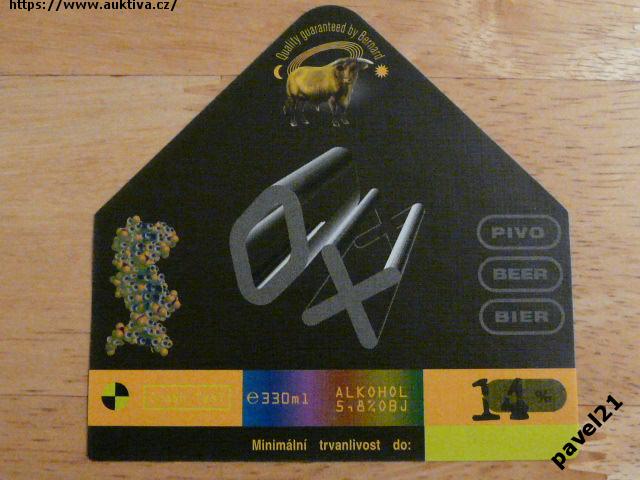 https://www.auktiva.cz/
Quality guaranteed by Bernard
OX
PIVO
BEER
BIER
℮330ml
ALKOHOL
5,8%OBJ
14%
Minimální trvanlivost do:
pavel21